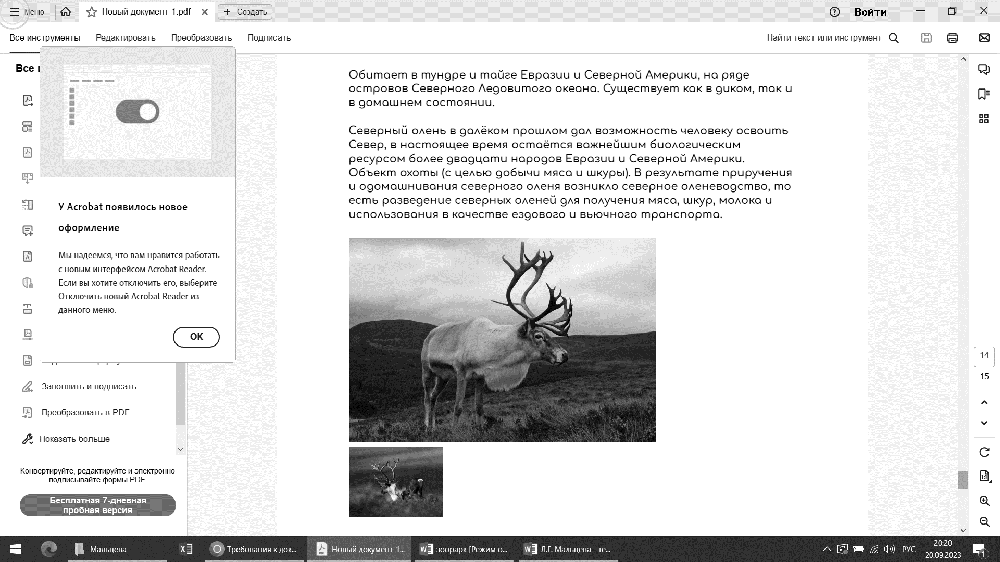 Меню
Новый документ-1.pdf
Создать
Войти
Все инструменты
Редактировать
Преобразовать
Подписать
Найти текст или инструмент
Все
У Acrobat появилось новое
оформление
Мы надеемся, что вам нравится работать
с новым интерфейсом Acrobat Reader.
Если вы хотите отключить его, выберите
Отключить новый Acrobat Reader из
данного меню.
OK
Заполнить и подписать
Преобразовать в PDF
Показать больше
Конвертируйте, редактируйте и электронно
подписывайте формы PDF.
Бесплатная 7-дневная
пробная версия
Обитает в тундре и тайге Евразии и Северной Америки, на ряде
островов Северного Ледовитого океана. Существует как в диком, так и
в домашнем состоянии.
Северный олень в далёком прошлом дал возможность человеку освоить
Север, в настоящее время остаётся важнейшим биологическим
ресурсом более двадцати народов Евразии и Северной Америки.
Объект охоты (с целью добычи мяса и шкуры). В результате приручения
и одомашнивания северного оленя возникло северное оленеводство, то
есть разведение северных оленей для получения мяса, шкур, молока и
использования в качестве ездового и вьючного транспорта.
14
15
1:1
Мальцева
Требования к док...
Новый документ-1...
зоорарк [Режим о...
Л.Г. Мальцева - те...
РУС
20:20
20.09.2023
1